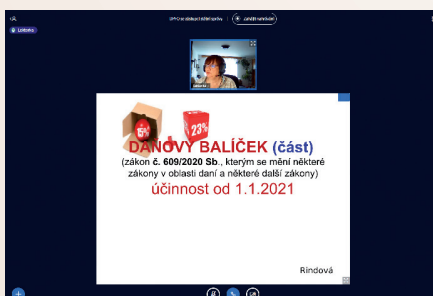 15%
23%
DAŇOVÝ BALÍČEK (část)
(zákon č. 609/2020 Sb., kterým se mění některé
zákony v oblasti daní a některé další zákony)
účinnost od 1.1.2021
Rindová